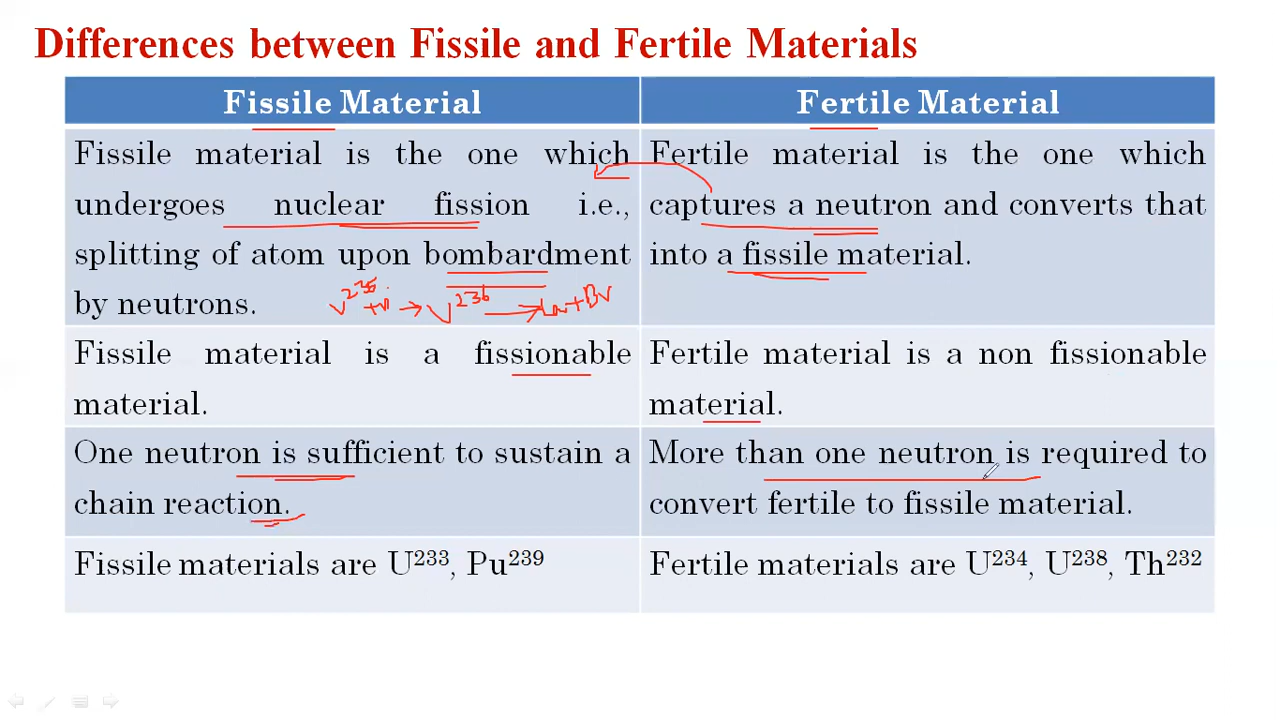 Differences between Fissile and Fertile Materials
Fissile Material
Fertile Material
Fissile material is the one which
undergoes nuclear fission i.e.,
splitting of atom upon bombardment
by neutrons.
U²³⁵ +n → U²³⁶ →
Fertile material is the one which
captures a neutron and converts that
into a fissile material.
Fissile material is a fissionable
material.
Fertile material is a non fissionable
material.
One neutron is sufficient to sustain a
chain reaction.
More than one neutron is required to
convert fertile to fissile material.
Fissile materials are U²³³, Pu²³⁹
Fertile materials are U²³⁴, U²³⁸, Th²³²